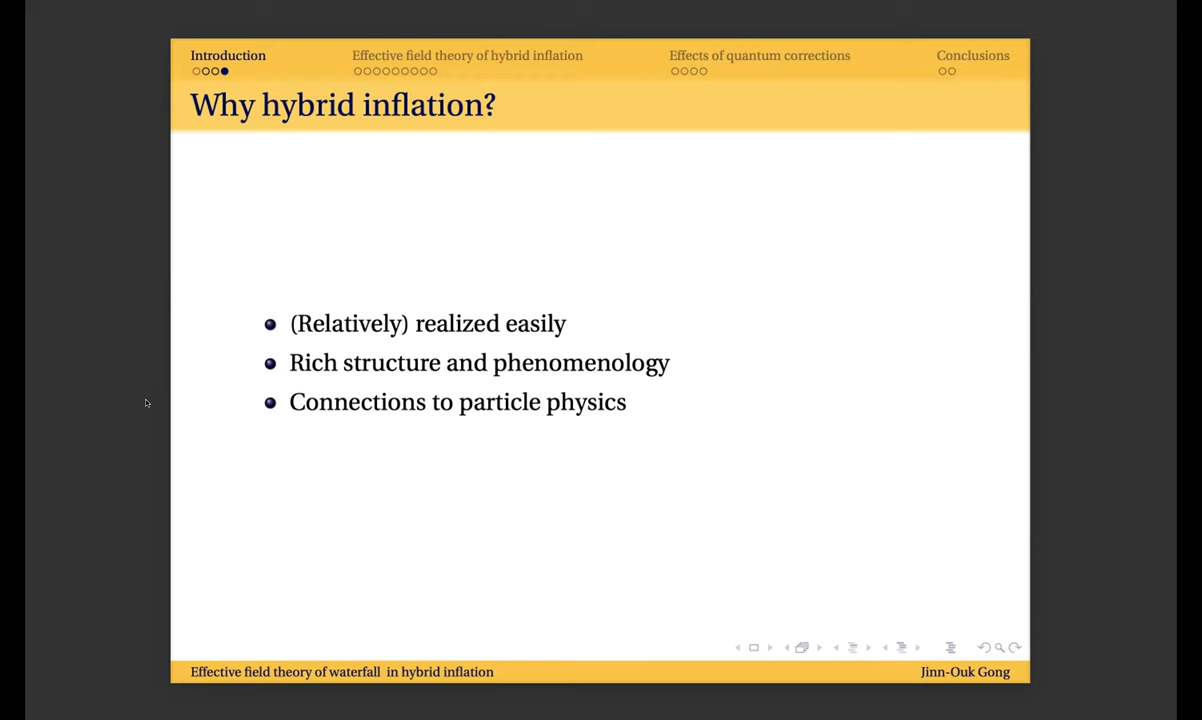 Introduction
Effective field theory of hybrid inflation
Effects of quantum corrections
Conclusions
Why hybrid inflation?
(Relatively) realized easily
Rich structure and phenomenology
Connections to particle physics
Effective field theory of waterfall in hybrid inflation
Jinn-Ouk Gong